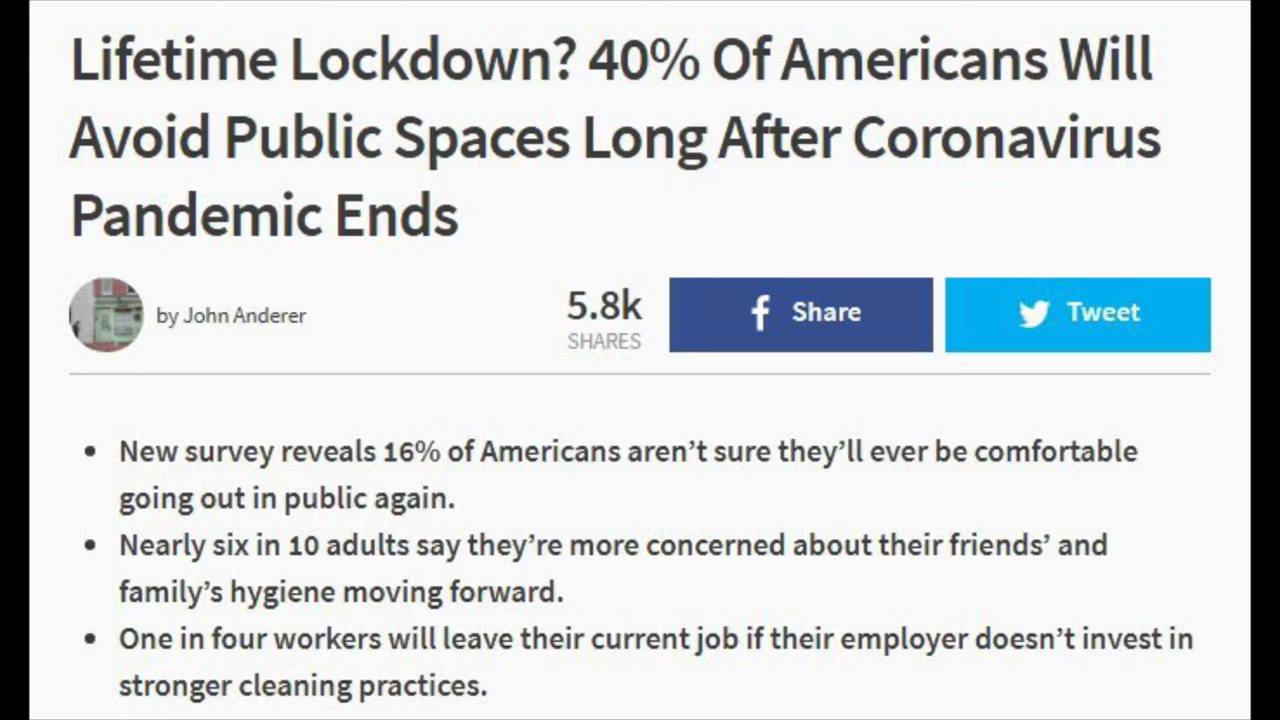 Lifetime Lockdown? 40% Of Americans Will
Avoid Public Spaces Long After Coronavirus
Pandemic Ends
by John Anderer
5.8k
SHARES
Share
Tweet
• New survey reveals 16% of Americans aren’t sure they’ll ever be comfortable
going out in public again.
• Nearly six in 10 adults say they’re more concerned about their friends’ and
family’s hygiene moving forward.
• One in four workers will leave their current job if their employer doesn’t invest in
stronger cleaning practices.